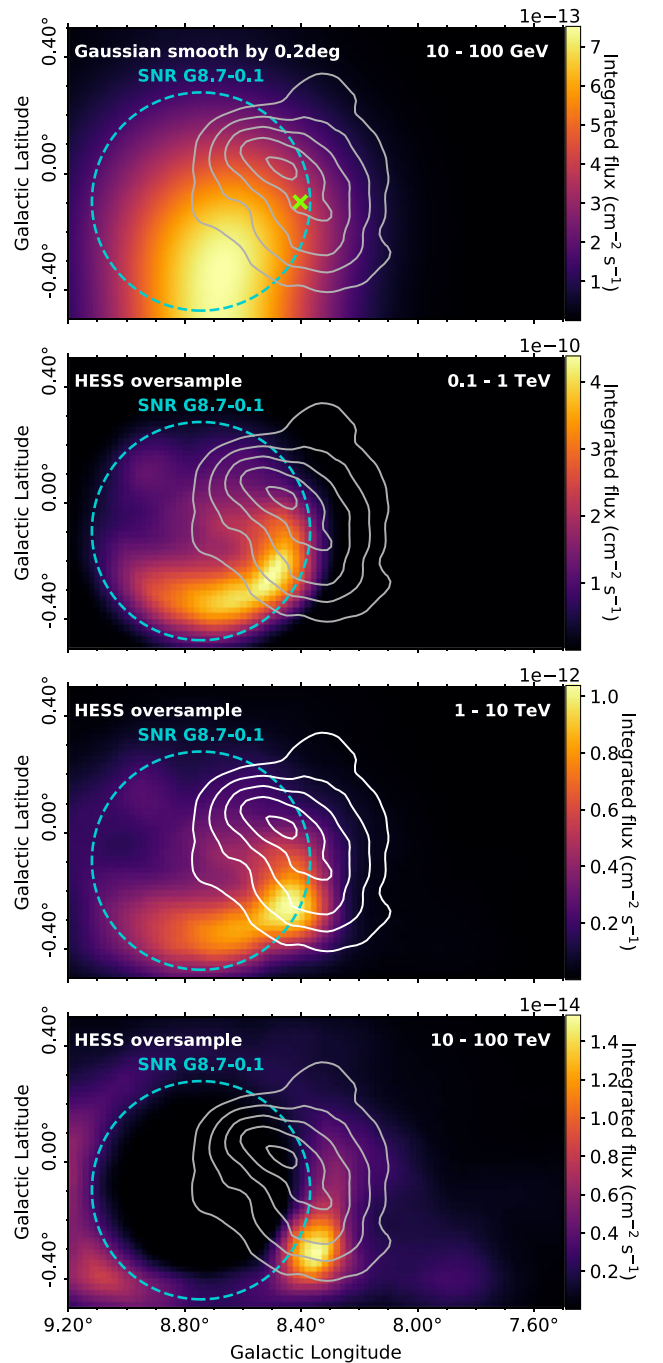 1e−13
0.40°
Gaussian smooth by 0.2deg
10 - 100 GeV
SNR G8.7-0.1
7
6
5
4
3
2
1
0.00°
-0.40°
Galactic Latitude
Integrated flux (cm−2 s−1)
1e−10
0.40°
HESS oversample
0.1 - 1 TeV
SNR G8.7-0.1
4
3
2
1
0.00°
-0.40°
Galactic Latitude
Integrated flux (cm−2 s−1)
1e−12
0.40°
HESS oversample
1 - 10 TeV
SNR G8.7-0.1
1.0
0.8
0.6
0.4
0.2
0.00°
-0.40°
Galactic Latitude
Integrated flux (cm−2 s−1)
1e−14
0.40°
HESS oversample
10 - 100 TeV
SNR G8.7-0.1
1.4
1.2
1.0
0.8
0.6
0.4
0.2
0.00°
-0.40°
Galactic Latitude
Integrated flux (cm−2 s−1)
9.20°
8.80°
8.40°
8.00°
7.60°
Galactic Longitude